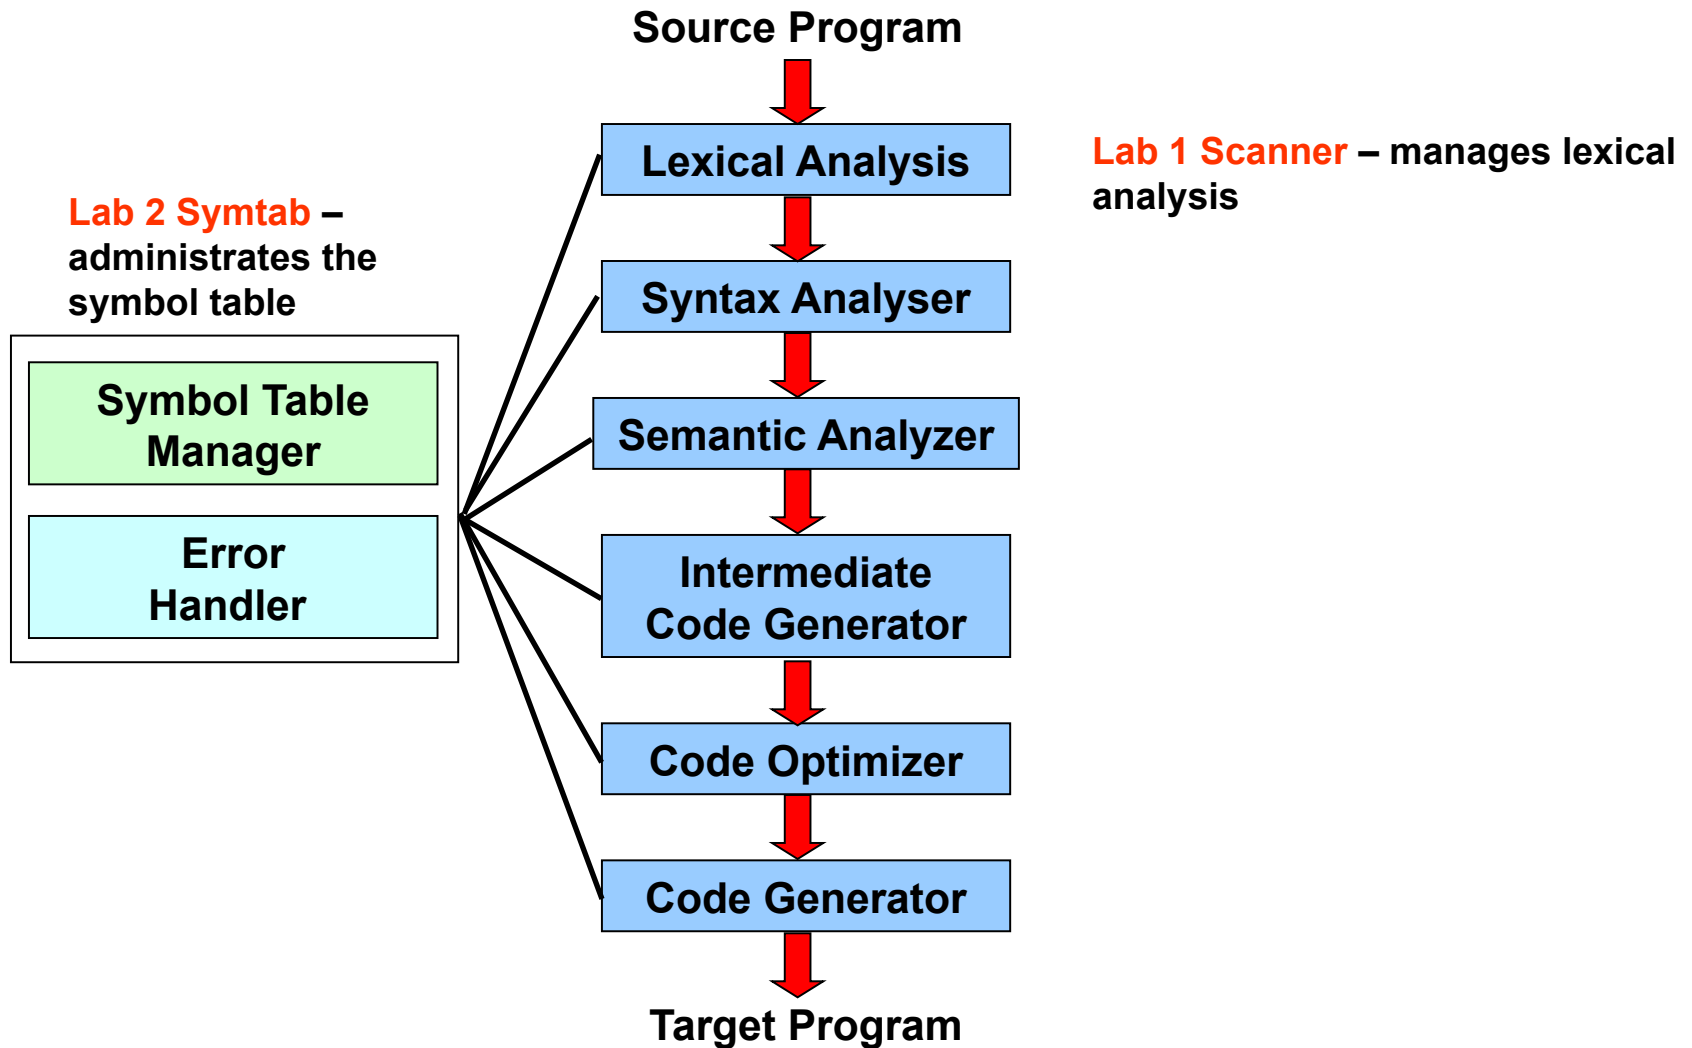 Source Program
Lexical Analysis
Lab 1 Scanner – manages lexical
analysis
Lab 2 Symtab –
administrates the
symbol table
Syntax Analyser
Symbol Table
Manager
Semantic Analyzer
Error
Handler
Intermediate
Code Generator
Code Optimizer
Code Generator
Target Program